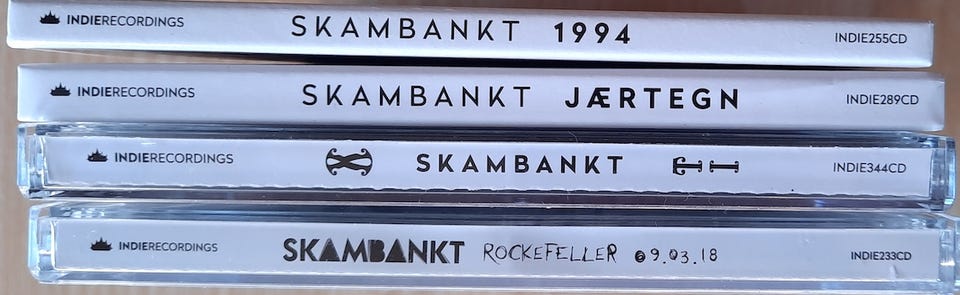 INDIERECORDINGS SKAMBANKT 1994 INDIE255CD
INDIERECORDINGS SKAMBANKT JÆRTEGN INDIE289CD
INDIERECORDINGS SKAMBANKT INDIE344CD
INDIERECORDINGS SKAMBANKT ROCKEFELLER 09.03.18 INDIE233CD